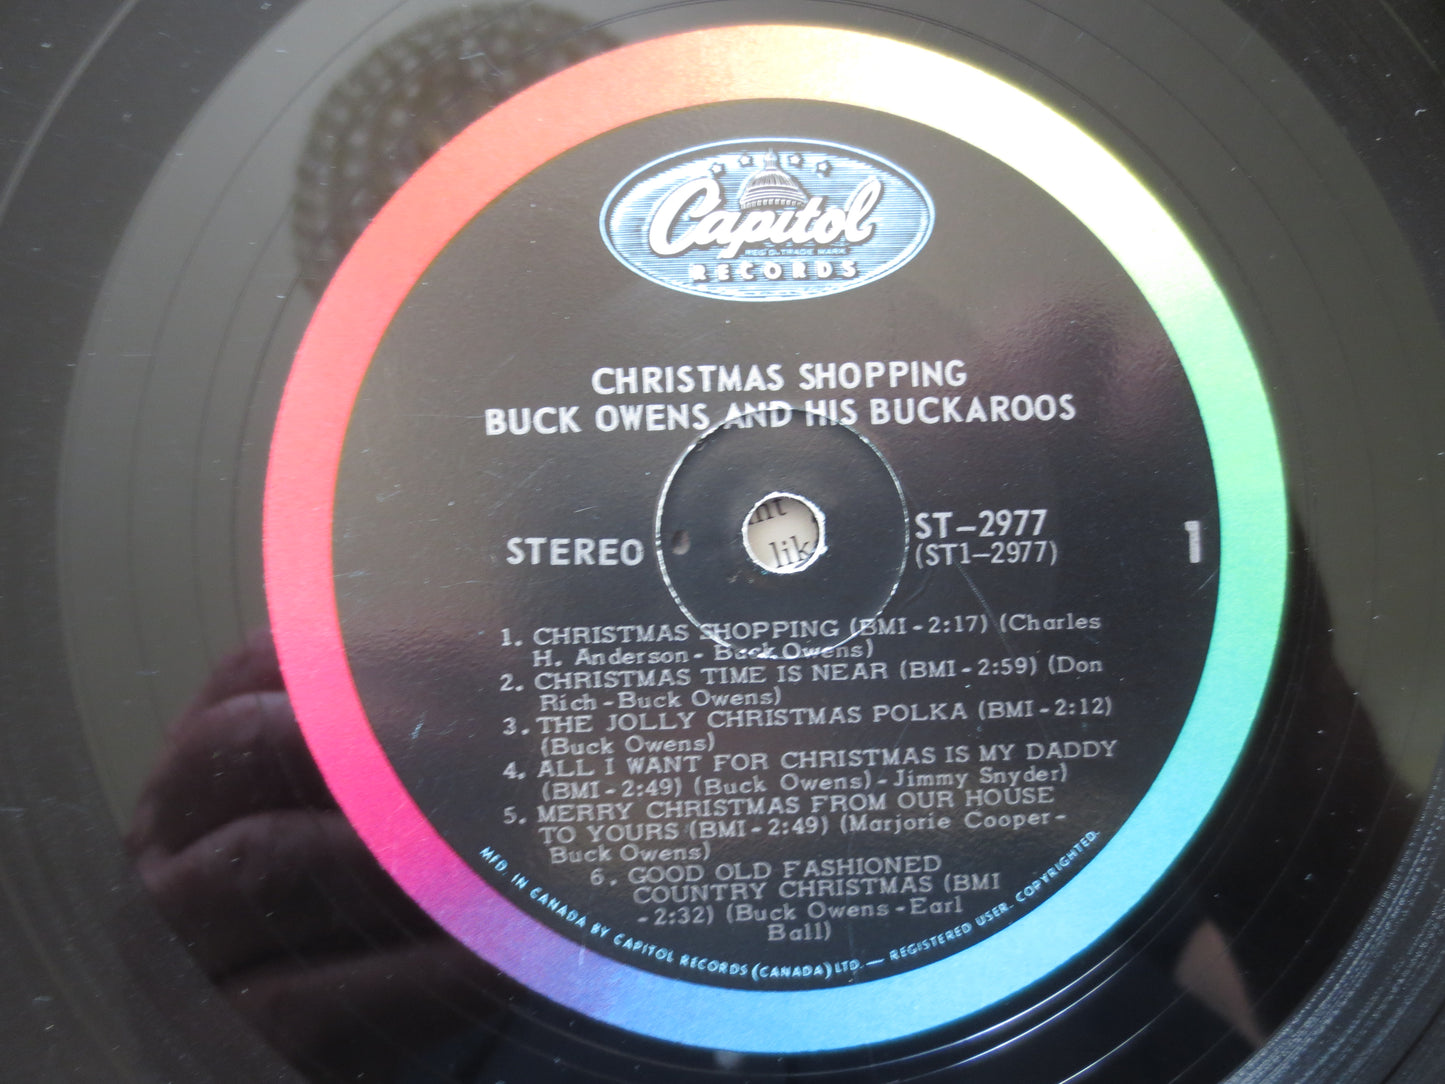 Capitol
REG'D. TRADE MARK
RECORDS
CHRISTMAS SHOPPING
BUCK OWENS AND HIS BUCKAROOS
STEREO
ST-2977
(ST1-2977)
1
lik
1. CHRISTMAS SHOPPING (BMI - 2:17) (Charles
H. Anderson - Buck Owens)
2. CHRISTMAS TIME IS NEAR (BMI - 2:59) (Don
Rich - Buck Owens)
3. THE JOLLY CHRISTMAS POLKA (BMI - 2:12)
(Buck Owens)
4. ALL I WANT FOR CHRISTMAS IS MY DADDY
(BMI - 2:49) (Buck Owens) - Jimmy Snyder)
5. MERRY CHRISTMAS FROM OUR HOUSE
TO YOURS (BMI - 2:49) (Marjorie Cooper -
Buck Owens)
6. GOOD OLD FASHIONED
COUNTRY CHRISTMAS (BMI
- 2:32) (Buck Owens - Earl
Ball)
MFD. IN CANADA BY CAPITOL RECORDS (CANADA) LTD. — REGISTERED USER. COPYRIGHTED.